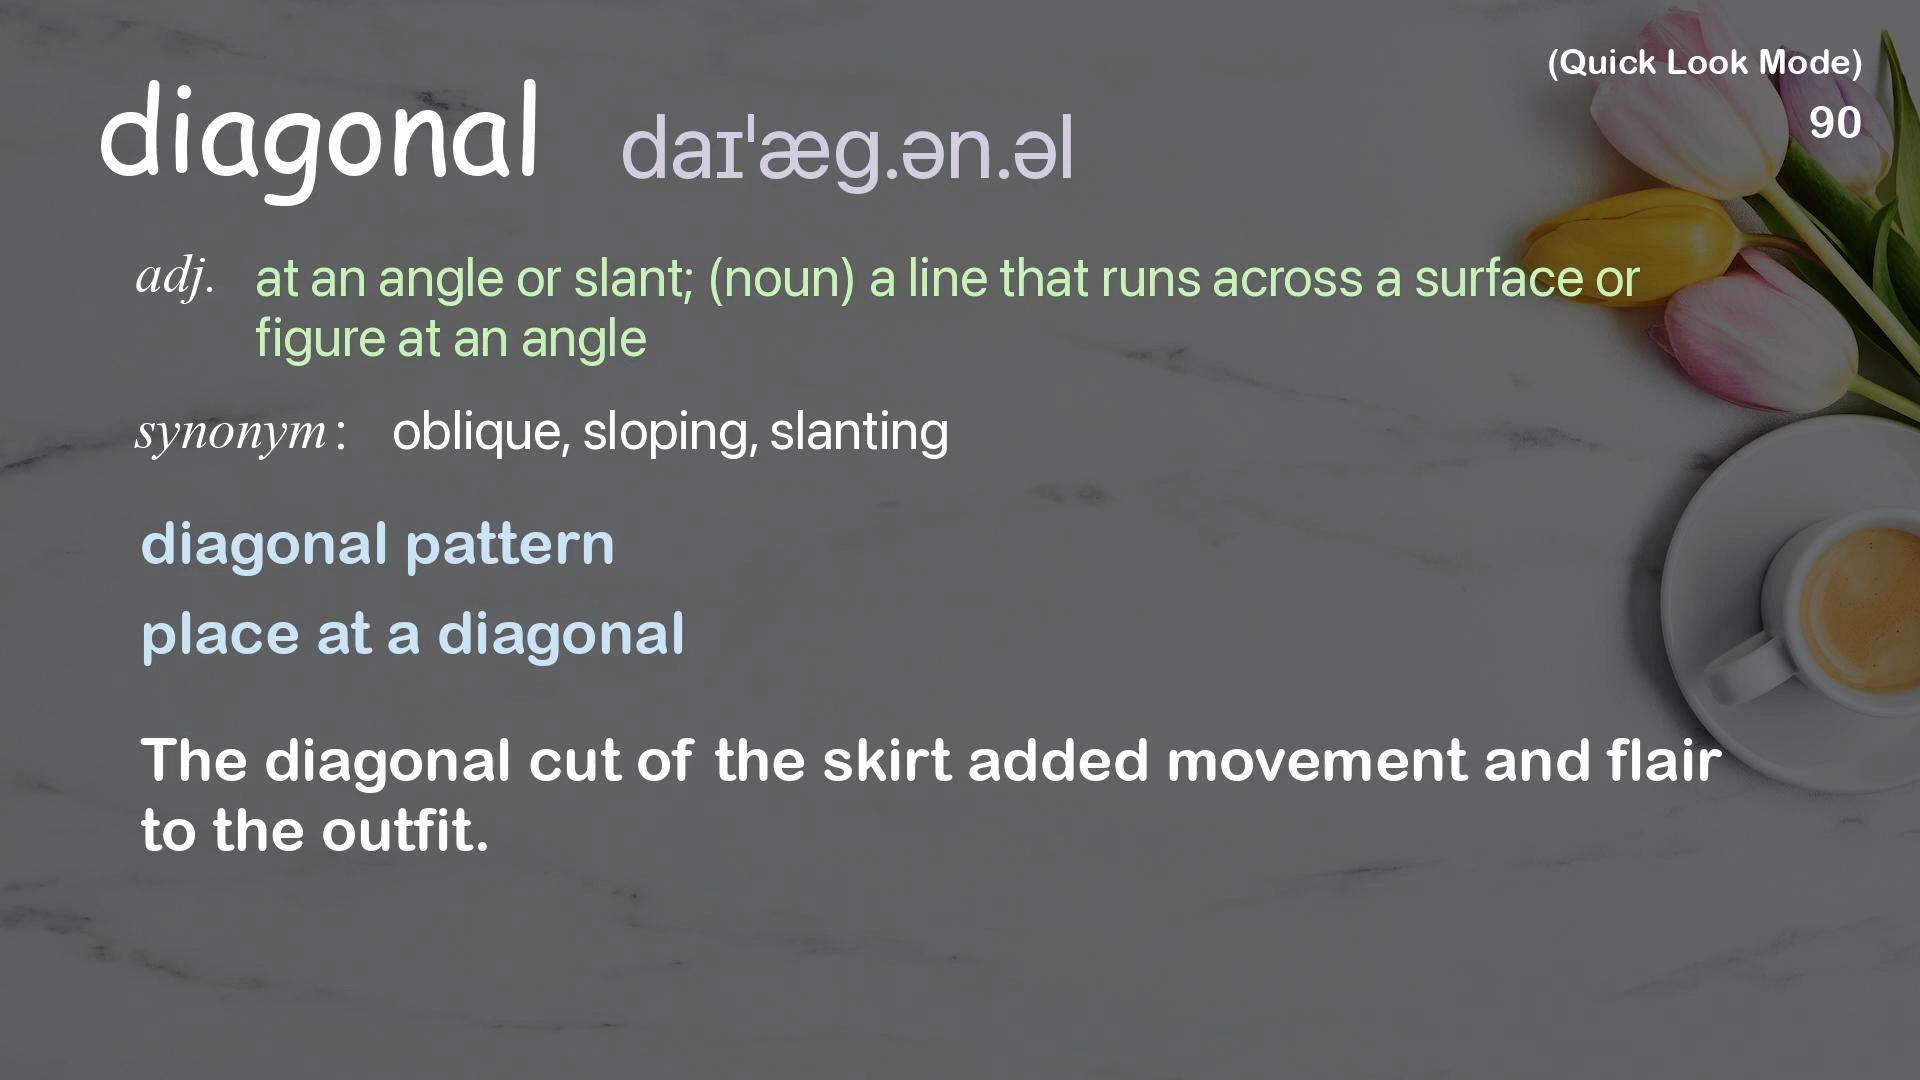 (Quick Look Mode)
90
diagonal daɪˈæg.ən.əl
adj. at an angle or slant; (noun) a line that runs across a surface or
figure at an angle
synonym: oblique, sloping, slanting
diagonal pattern
place at a diagonal
The diagonal cut of the skirt added movement and flair
to the outfit.